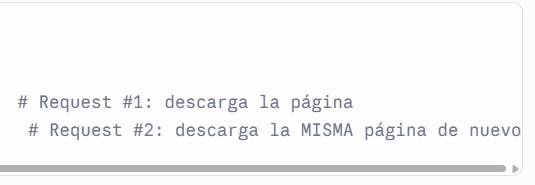 # Request #1: descarga la página
# Request #2: descarga la MISMA página de nuevo